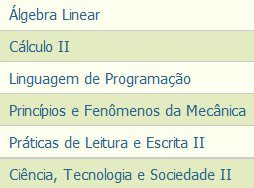 Álgebra Linear
Cálculo II
Linguagem de Programação
Princípios e Fenômenos da Mecânica
Práticas de Leitura e Escrita II
Ciência, Tecnologia e Sociedade II